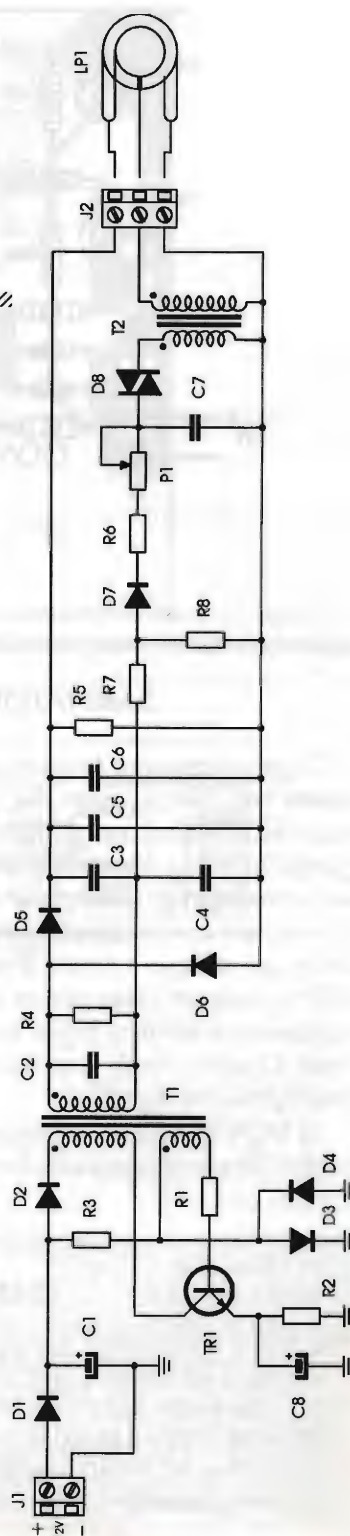 J1
+
2V
−
D1
C1
D2
R3
R1
TR1
C8
R2
D3
D4
T1
C2
R4
D5
D6
C3
C4
C5
C6
R5
R7
R8
D7
R6
P1
D8
C7
T2
J2
LP1